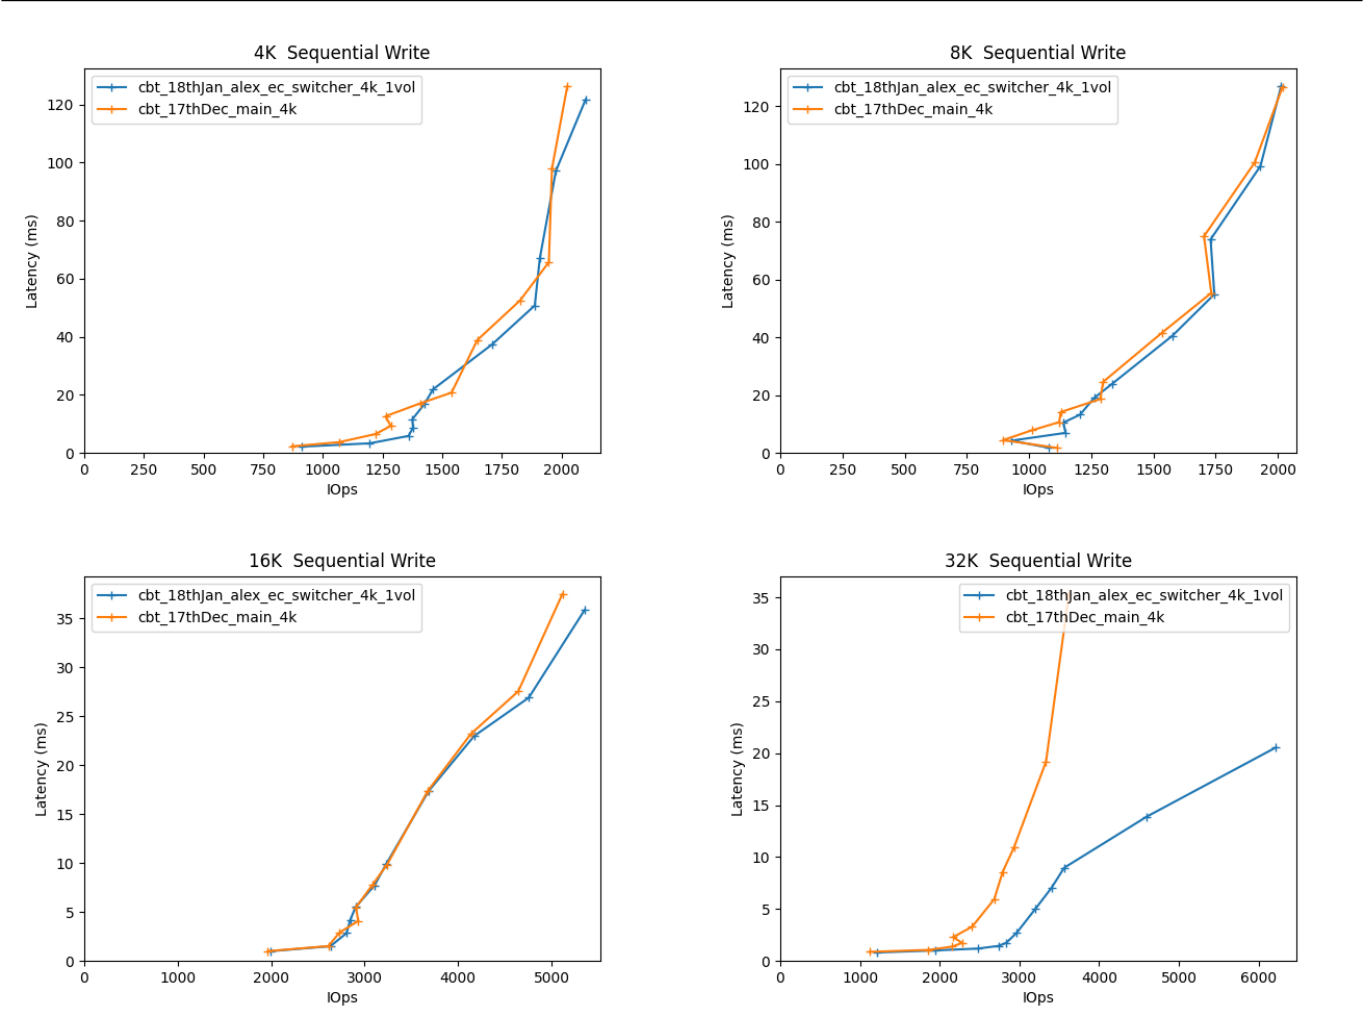 4K  Sequential Write
cbt_18thJan_alex_ec_switcher_4k_1vol
cbt_17thDec_main_4k
120
100
80
60
40
20
0
Latency (ms)
0 250 500 750 1000 1250 1500 1750 2000
IOps
8K  Sequential Write
cbt_18thJan_alex_ec_switcher_4k_1vol
cbt_17thDec_main_4k
120
100
80
60
40
20
0
Latency (ms)
0 250 500 750 1000 1250 1500 1750 2000
IOps
16K  Sequential Write
cbt_18thJan_alex_ec_switcher_4k_1vol
cbt_17thDec_main_4k
35
30
25
20
15
10
5
0
Latency (ms)
0 1000 2000 3000 4000 5000
IOps
32K  Sequential Write
cbt_18thJan_alex_ec_switcher_4k_1vol
cbt_17thDec_main_4k
35
30
25
20
15
10
5
0
Latency (ms)
0 1000 2000 3000 4000 5000 6000
IOps